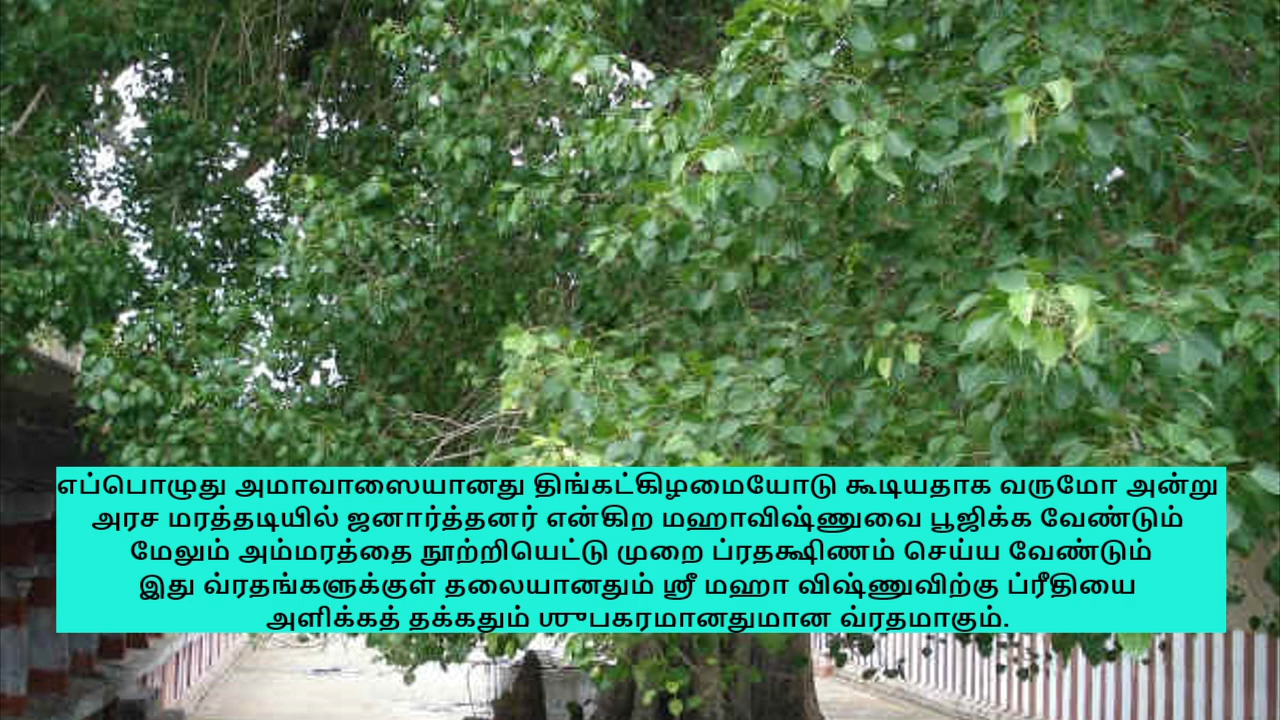 எப்பொழுது அமாவாஸையானது திங்கட்கிழமையோடு கூடியதாக வருமோ அன்று
அரச மரத்தடியில் ஜனார்த்தனர் என்கிற மஹாவிஷ்ணுவை பூஜிக்க வேண்டும்
மேலும் அம்மரத்தை நூற்றியெட்டு முறை ப்ரதக்ஷிணம் செய்ய வேண்டும்
இது வ்ரதங்களுக்குள் தலையானதும் ஸ்ரீ மஹா விஷ்ணுவிற்கு ப்ரீதியை
அளிக்கத் தக்கதும் ஶுபகரமானதுமான வ்ரதமாகும்.